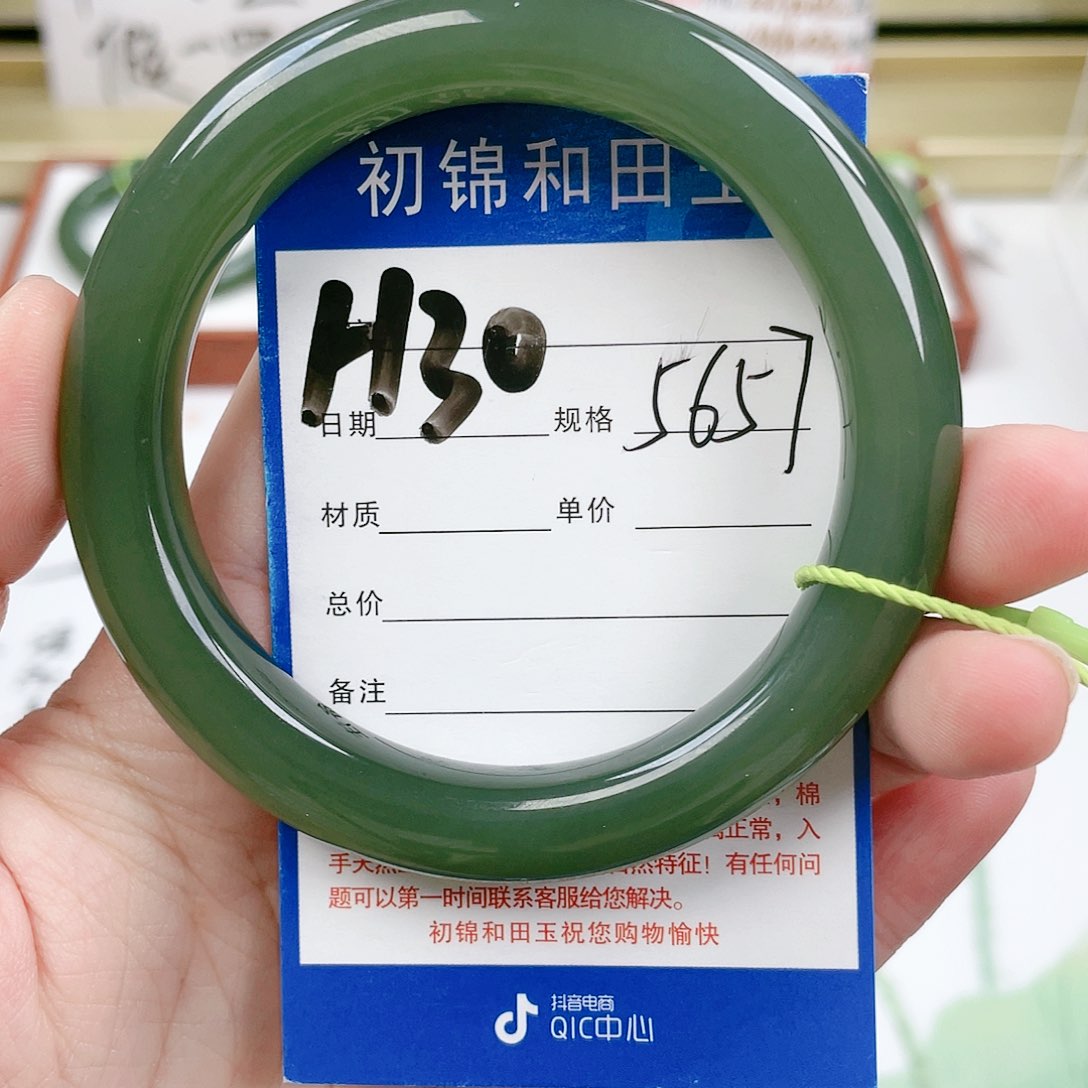 假一
初锦和田玉
H30
日期 规格 5657
材质 单价
总价
备注
，棉
正常，入
手天然 然特征！有任何问
题可以第一时间联系客服给您解决。
初锦和田玉祝您购物愉快
抖音电商
QIC中心